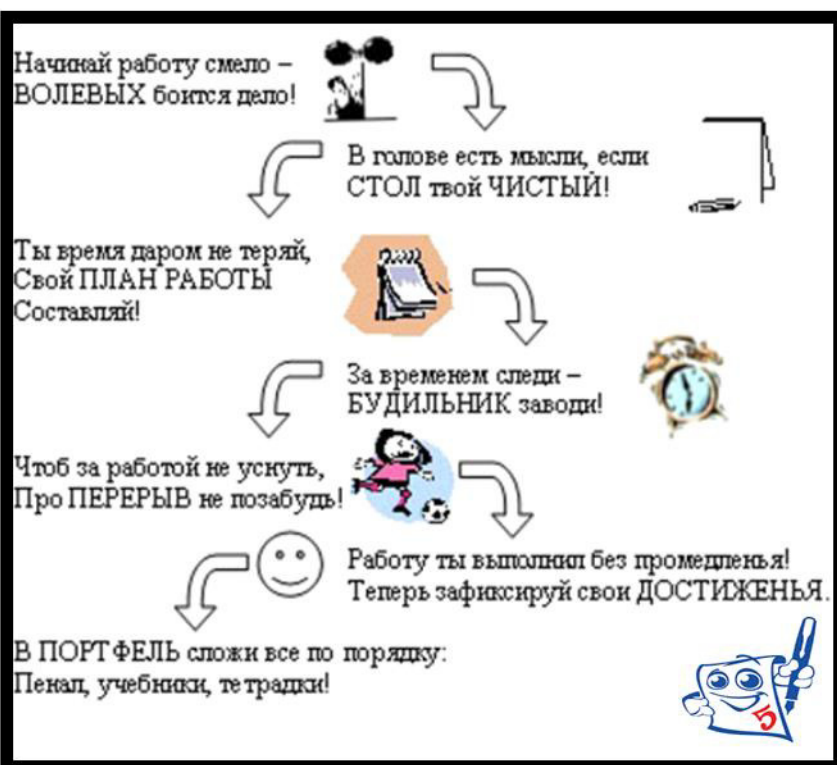 Начинай работу смело –
ВОЛЕВЫХ боится дело!
В голове есть мысли, если
СТОЛ твой ЧИСТЫЙ!
Ты время даром не теряй,
Свой ПЛАН РАБОТЫ
Составляй!
За временем следи –
БУДИЛЬНИК заводи!
Чтоб за работой не уснуть,
Про ПЕРЕРЫВ не позабудь!
Работу ты выполнил без промедленья!
Теперь зафиксируй свои ДОСТИЖЕНЬЯ.
В ПОРТФЕЛЬ сложи все по порядку:
Пенал, учебники, тетрадки!
5